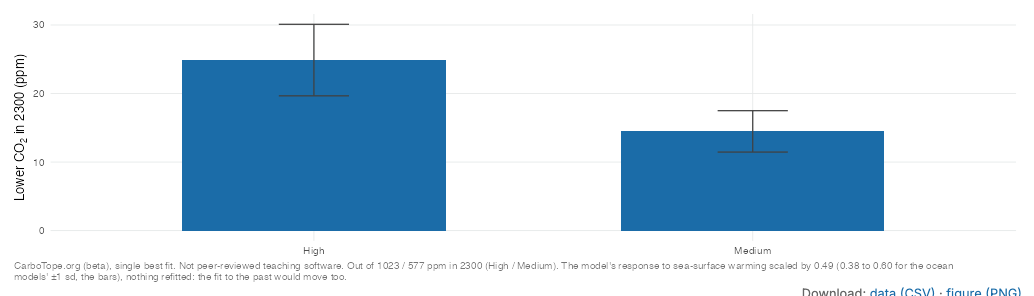 30
20
10
0
Lower CO₂ in 2300 (ppm)
High
Medium
CarboTope.org (beta), single best fit. Not peer-reviewed teaching software. Out of 1023 / 577 ppm in 2300 (High / Medium). The model's response to sea-surface warming scaled by 0.49 (0.38 to 0.60 for the ocean
models' ±1 sd, the bars), nothing refitted: the fit to the past would move too.
Download: data (CSV) · figure (PNG)